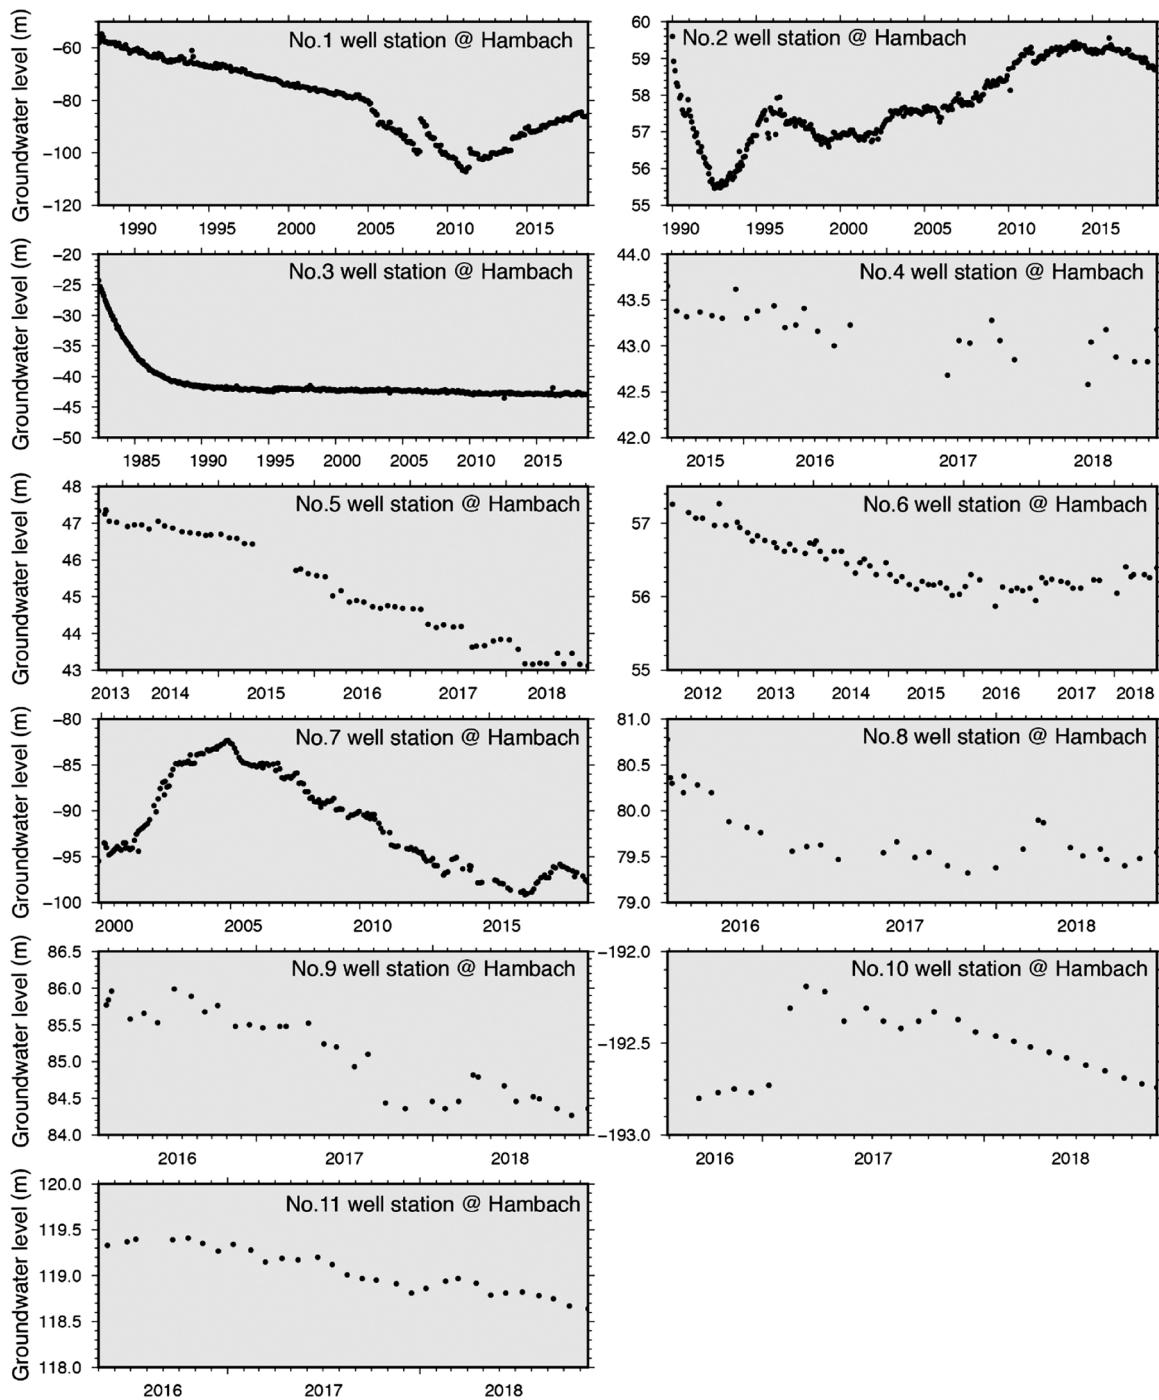 Groundwater level (m)
−60
−80
−100
−120
No.1 well station @ Hambach
1990 1995 2000 2005 2010 2015
60
59
58
57
56
55
No.2 well station @ Hambach
1990 1995 2000 2005 2010 2015
Groundwater level (m)
−20
−25
−30
−35
−40
−45
−50
No.3 well station @ Hambach
1985 1990 1995 2000 2005 2010 2015
44.0
43.5
43.0
42.5
42.0
No.4 well station @ Hambach
2015 2016 2017 2018
Groundwater level (m)
48
47
46
45
44
43
No.5 well station @ Hambach
2013 2014 2015 2016 2017 2018
57
56
55
No.6 well station @ Hambach
2012 2013 2014 2015 2016 2017 2018
Groundwater level (m)
−80
−85
−90
−95
−100
No.7 well station @ Hambach
2000 2005 2010 2015
81.0
80.5
80.0
79.5
79.0
No.8 well station @ Hambach
2016 2017 2018
Groundwater level (m)
86.5
86.0
85.5
85.0
84.5
84.0
No.9 well station @ Hambach
2016 2017 2018
−192.0
−192.5
−193.0
No.10 well station @ Hambach
2016 2017 2018
Groundwater level (m)
120.0
119.5
119.0
118.5
118.0
No.11 well station @ Hambach
2016 2017 2018